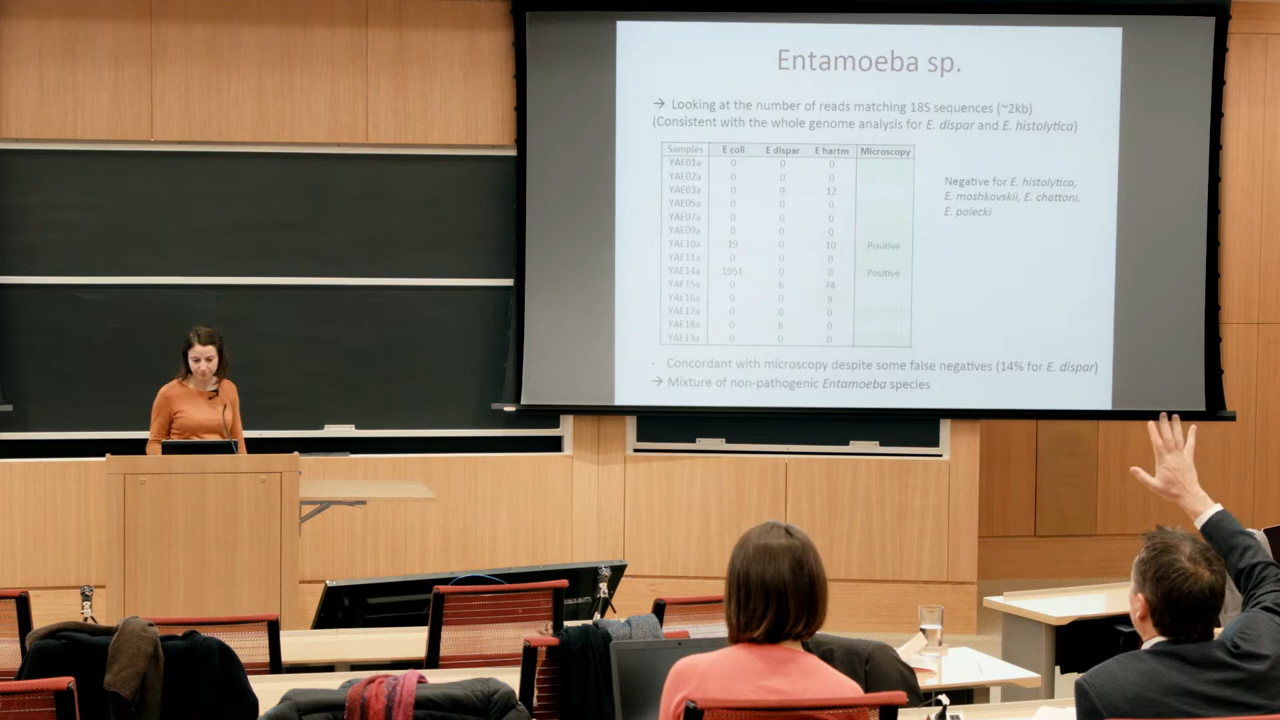 Entamoeba sp.
→ Looking at the number of reads matching 18S sequences (~2kb)
(Consistent with the whole genome analysis for E. dispar and E. histolytica)
Samples E coli E dispar E hartm Microscopy
YAE01a 0 0 0
YAE02a 0 0 0
YAE03a 0 9 12
YAE05a 0 0 0
YAE07a 0 0 0
YAE09a 0 0 0
YAE10a 19 0 10 Positive
YAE11a 0 0 0
YAE14a 1951 0 0 Positive
YAE15a 0 6 74
YAE16a 0 0 9
YAE17a 0 0 0
YAE18a 0 6 0
YAE19a 0 0 0
Negative for E. histolytica,
E. moshkovskii, E. chattoni,
E. polecki
- Concordant with microscopy despite some false negatives (14% for E. dispar)
→ Mixture of non-pathogenic Entamoeba species